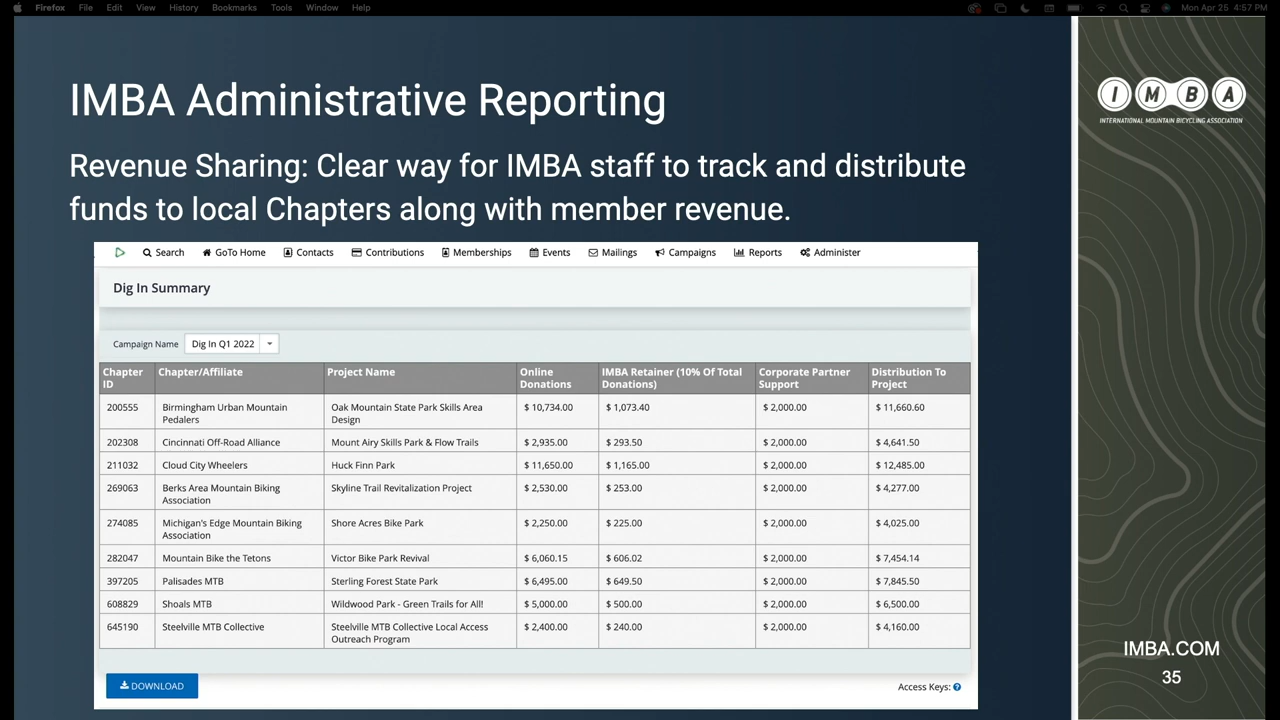 Firefox File Edit View History Bookmarks Tools Window Help Mon Apr 25 4:57 PM
IMBA Administrative Reporting
Revenue Sharing: Clear way for IMBA staff to track and distribute
funds to local Chapters along with member revenue.
IMBA
INTERNATIONAL MOUNTAIN BICYCLING ASSOCIATION
Search GoTo Home Contacts Contributions Memberships Events Mailings Campaigns Reports Administer
Dig In Summary
Campaign Name Dig In Q1 2022
Chapter Chapter/Affiliate Project Name Online IMBA Retainer (10% Of Total Corporate Partner Distribution To
ID Donations Donations) Support Project
200555 Birmingham Urban Mountain Oak Mountain State Park Skills Area $ 10,734.00 $ 1,073.40 $ 2,000.00 $ 11,660.60
Pedalers Design
202308 Cincinnati Off-Road Alliance Mount Airy Skills Park & Flow Trails $ 2,935.00 $ 293.50 $ 2,000.00 $ 4,641.50
211032 Cloud City Wheelers Huck Finn Park $ 11,650.00 $ 1,165.00 $ 2,000.00 $ 12,485.00
269063 Berks Area Mountain Biking Skyline Trail Revitalization Project $ 2,530.00 $ 253.00 $ 2,000.00 $ 4,277.00
Association
274085 Michigan's Edge Mountain Biking Shore Acres Bike Park $ 2,250.00 $ 225.00 $ 2,000.00 $ 4,025.00
Association
282047 Mountain Bike the Tetons Victor Bike Park Revival $ 6,060.15 $ 606.02 $ 2,000.00 $ 7,454.14
397205 Palisades MTB Sterling Forest State Park $ 6,495.00 $ 649.50 $ 2,000.00 $ 7,845.50
608829 Shoals MTB Wildwood Park - Green Trails for All! $ 5,000.00 $ 500.00 $ 2,000.00 $ 6,500.00
645190 Steelville MTB Collective Steelville MTB Collective Local Access $ 2,400.00 $ 240.00 $ 2,000.00 $ 4,160.00
Outreach Program
DOWNLOAD Access Keys: ?
IMBA.COM
35